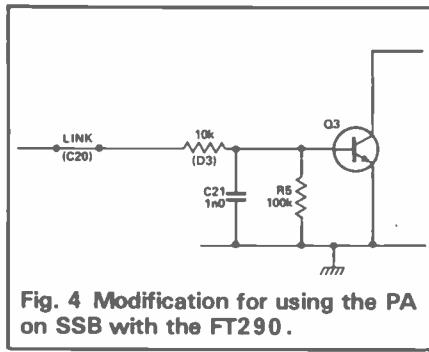 LINK
(C20)
10k
(D3)
C21
1n0
R5
100k
Q3
Fig. 4 Modification for using the PA
on SSB with the FT290.